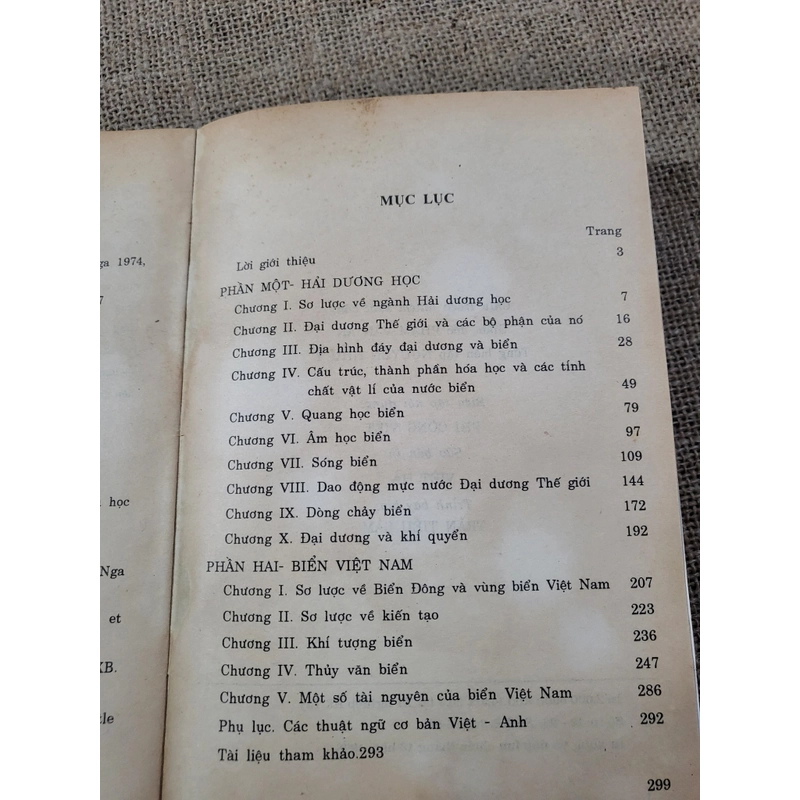 ga 1974,
7
. học
Nga
et
XB.
tle
MỤC LỤC
Trang
Lời giới thiệu 3
PHẦN MỘT- HẢI DƯƠNG HỌC
Chương I. Sơ lược về ngành Hải dương học 7
Chương II. Đại dương Thế giới và các bộ phận của nó 16
Chương III. Địa hình đáy đại dương và biển 28
Chương IV. Cấu trúc, thành phần hóa học và các tính
chất vật lí của nước biển 49
Chương V. Quang học biển 79
Chương VI. Âm học biển 97
Chương VII. Sóng biển 109
Chương VIII. Dao động mực nước Đại dương Thế giới 144
Chương IX. Dòng chảy biển 172
Chương X. Đại dương và khí quyển 192
PHẦN HAI- BIỂN VIỆT NAM
Chương I. Sơ lược về Biển Đông và vùng biển Việt Nam 207
Chương II. Sơ lược về kiến tạo 223
Chương III. Khí tượng biển 236
Chương IV. Thủy văn biển 247
Chương V. Một số tài nguyên của biển Việt Nam 286
Phụ lục. Các thuật ngữ cơ bản Việt - Anh 292
Tài liệu tham khảo.293
299